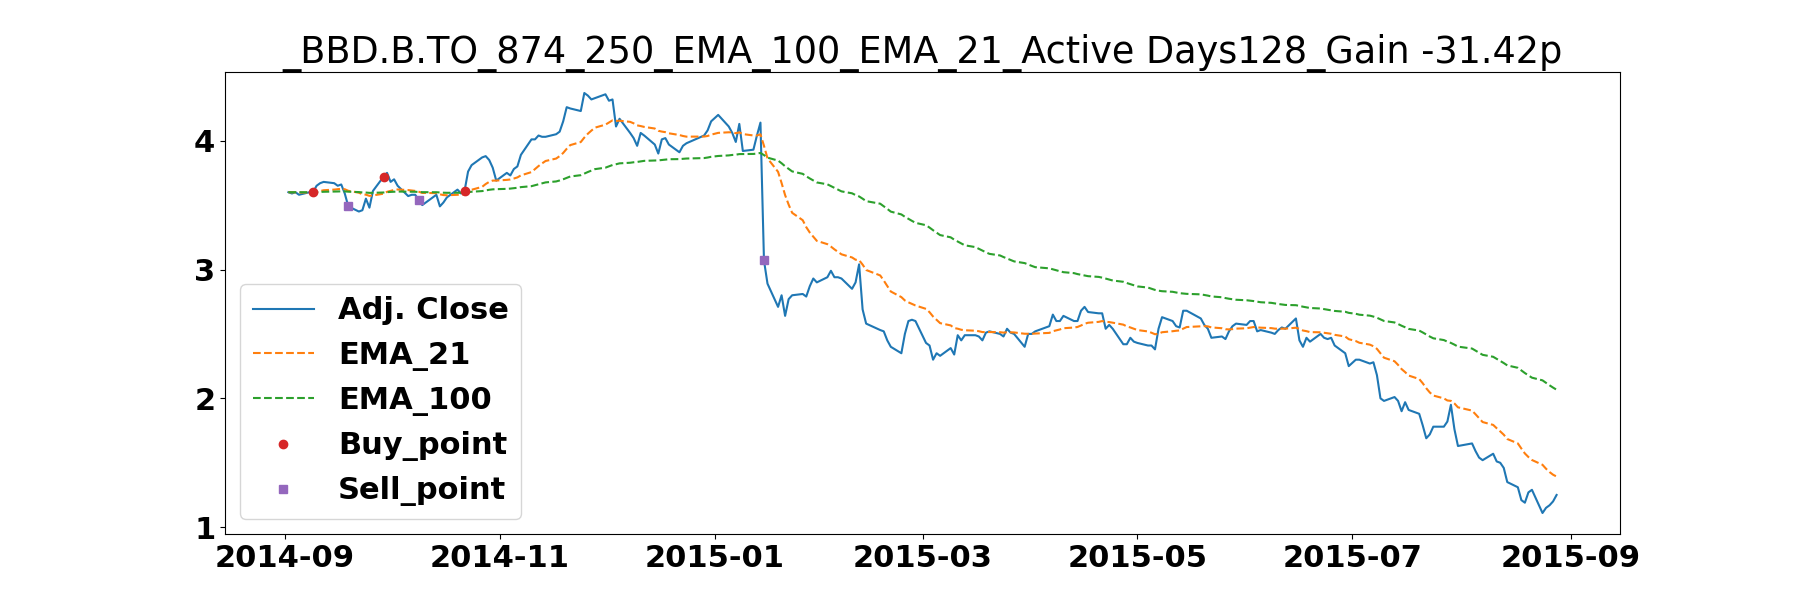 _BBD.B.TO_874_250_EMA_100_EMA_21_Active Days128_Gain -31.42p
4
3
2
1
Adj. Close
EMA_21
EMA_100
Buy_point
Sell_point
2014-09 2014-11 2015-01 2015-03 2015-05 2015-07 2015-09